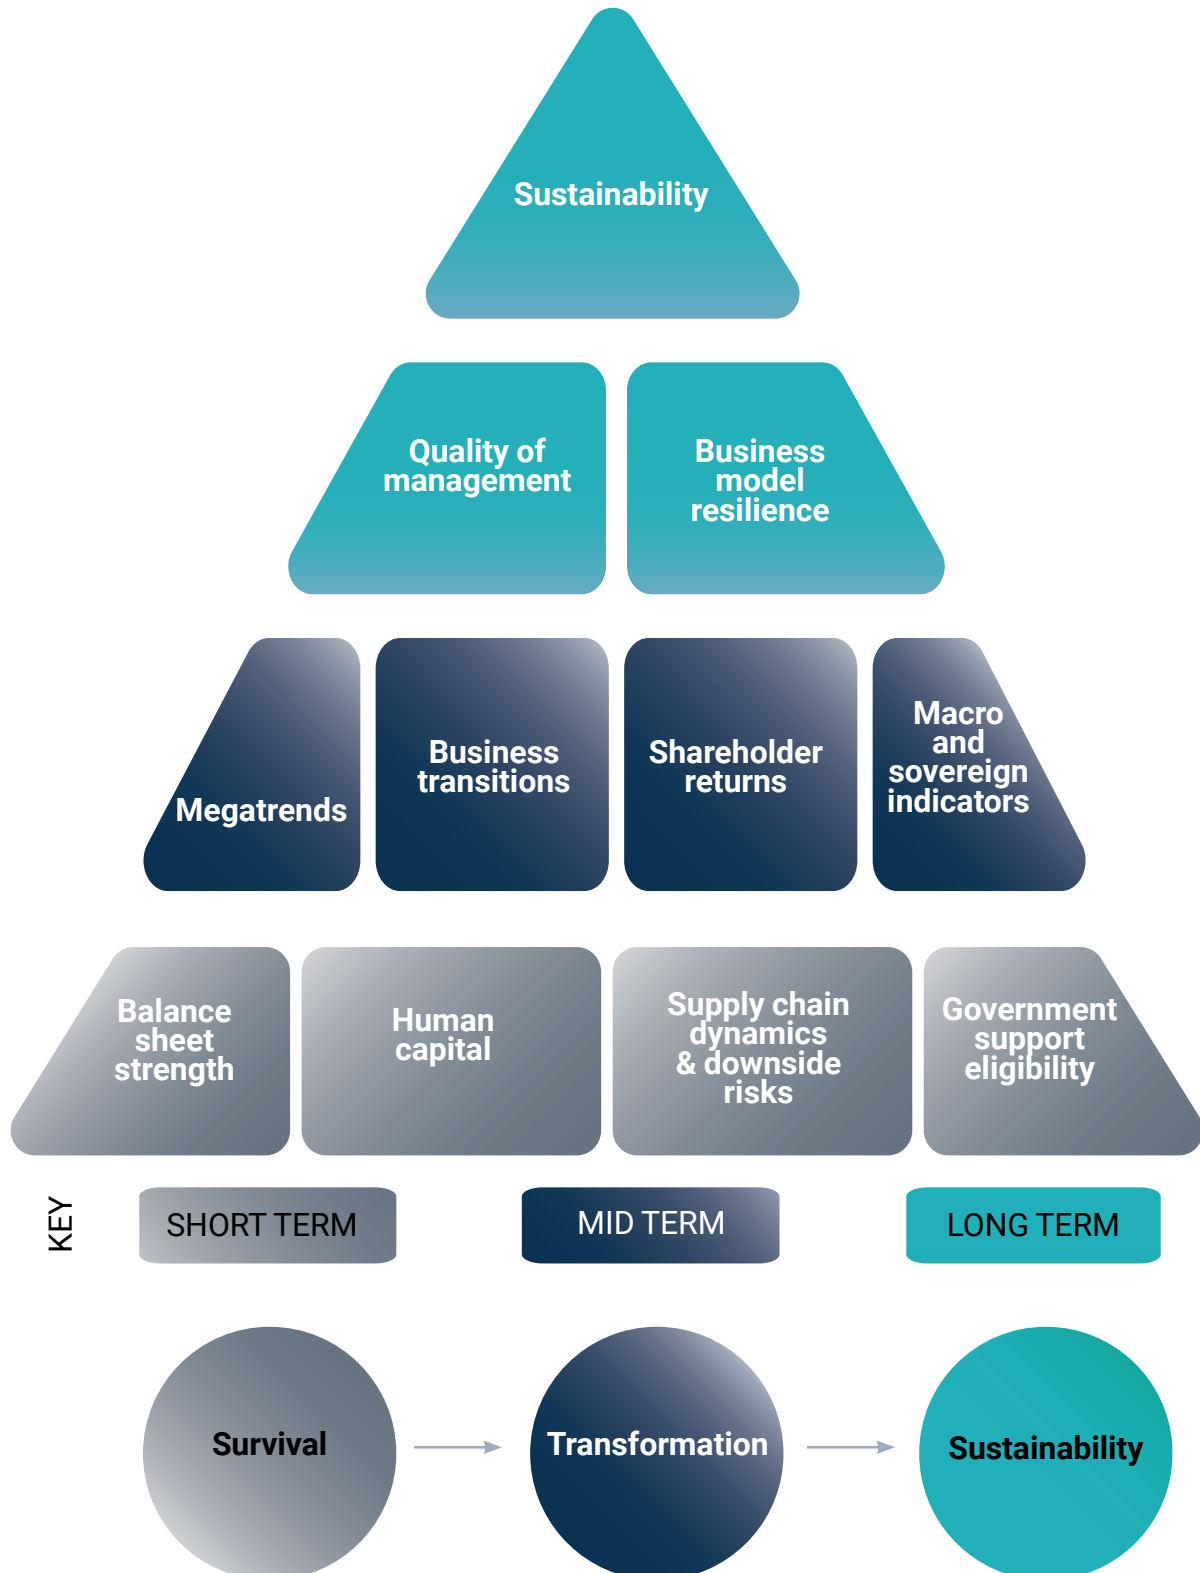 Sustainability
Quality of
management
Business
model
resilience
Megatrends
Business
transitions
Shareholder
returns
Macro
and
sovereign
indicators
Balance
sheet
strength
Human
capital
Supply chain
dynamics
& downside
risks
Government
support
eligibility
KEY
SHORT TERM
MID TERM
LONG TERM
Survival
Transformation
Sustainability